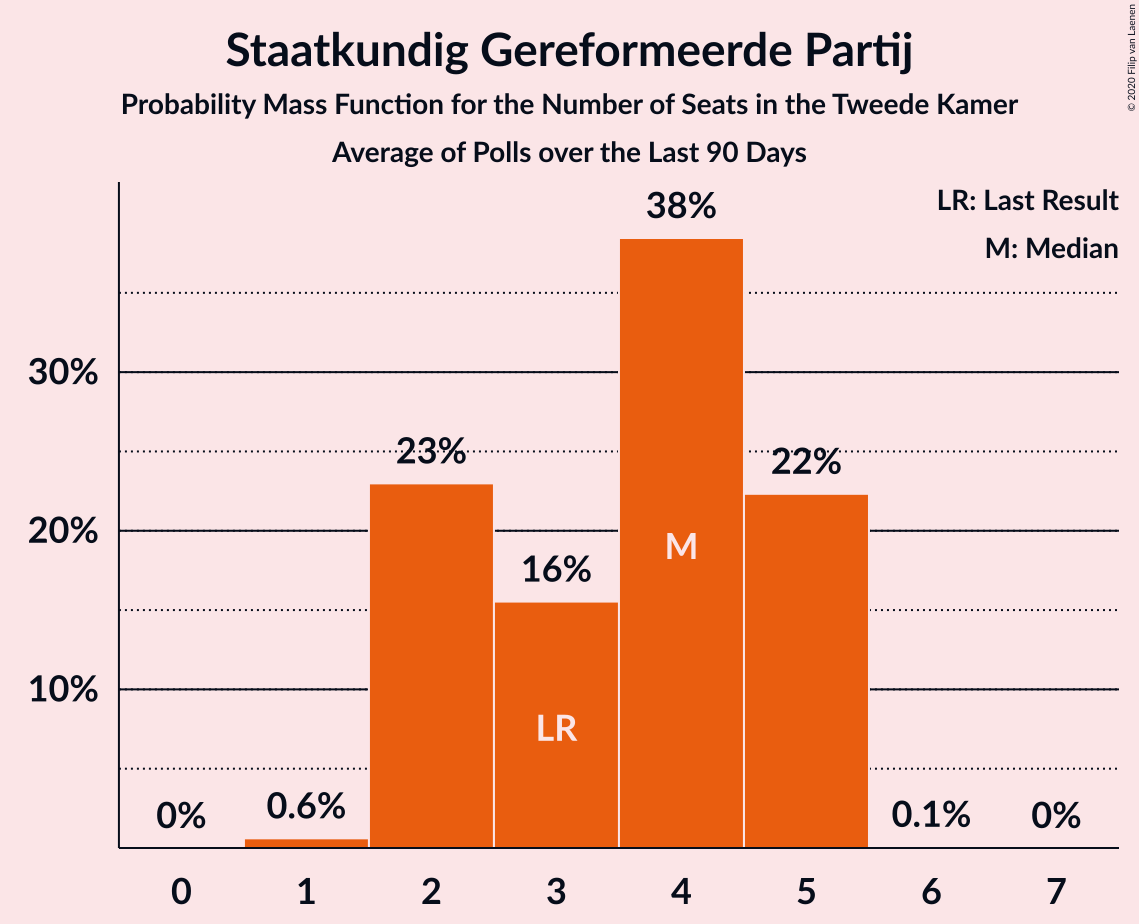 Staatkundig Gereformeerde Partij
Probability Mass Function for the Number of Seats in the Tweede Kamer
Average of Polls over the Last 90 Days
© 2020 Filip van Laenen
LR: Last Result
M: Median
38%
30%
23%
22%
20%
M
16%
10%
LR
0%
0.6%
0.1%
0%
0 1 2 3 4 5 6 7